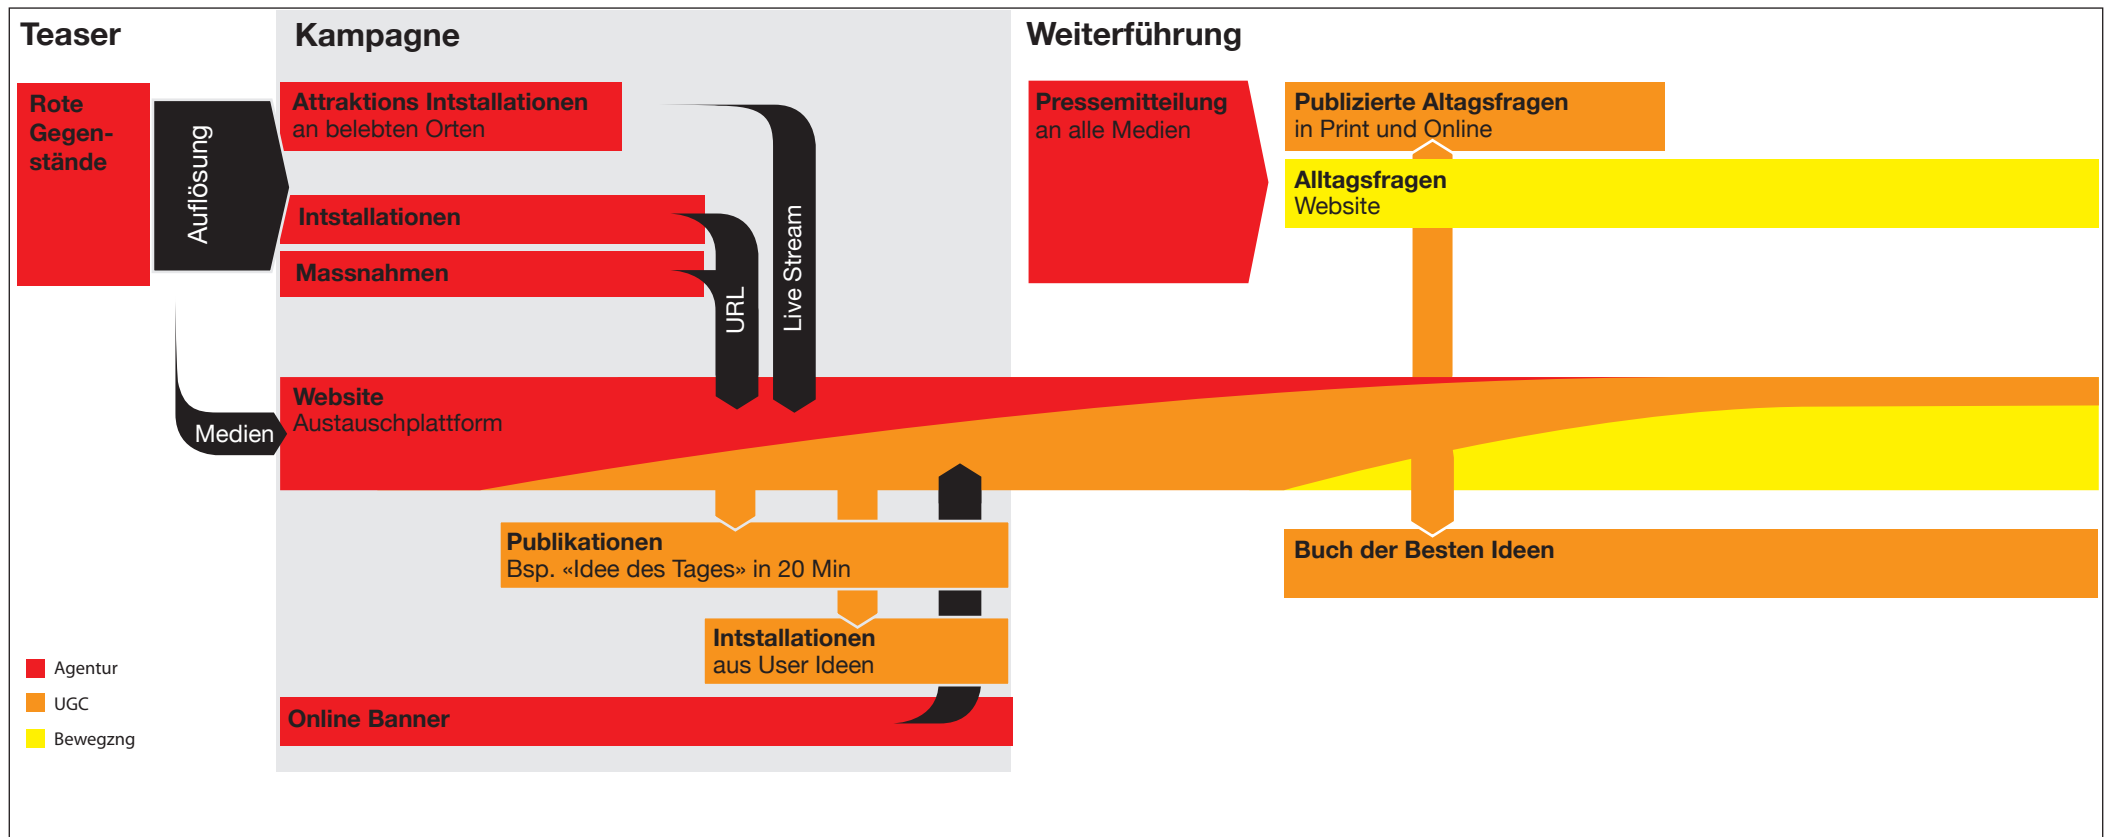 Teaser
Kampagne
Weiterführung
Rote
Gegen-
stände
Auflösung
Attraktions Intstallationen
an belebten Orten
Intstallationen
Massnahmen
URL
Live Stream
Pressemitteilung
an alle Medien
Publizierte Altagsfragen
in Print und Online
Alltagsfragen
Website
Medien
Website
Austauschplattform
Publikationen
Bsp. «Idee des Tages» in 20 Min
Intstallationen
aus User Ideen
Online Banner
Buch der Besten Ideen
Agentur
UGC
Bewegzng